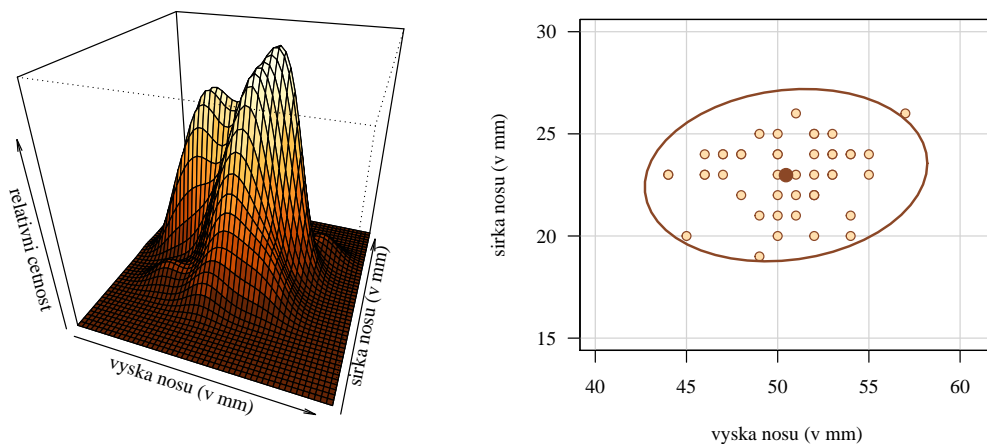 relativni cetnost
vyska nosu (v mm)
sirka nosu (v mm)
30
25
20
15
sirka nosu (v mm)
40
45
50
55
60
vyska nosu (v mm)